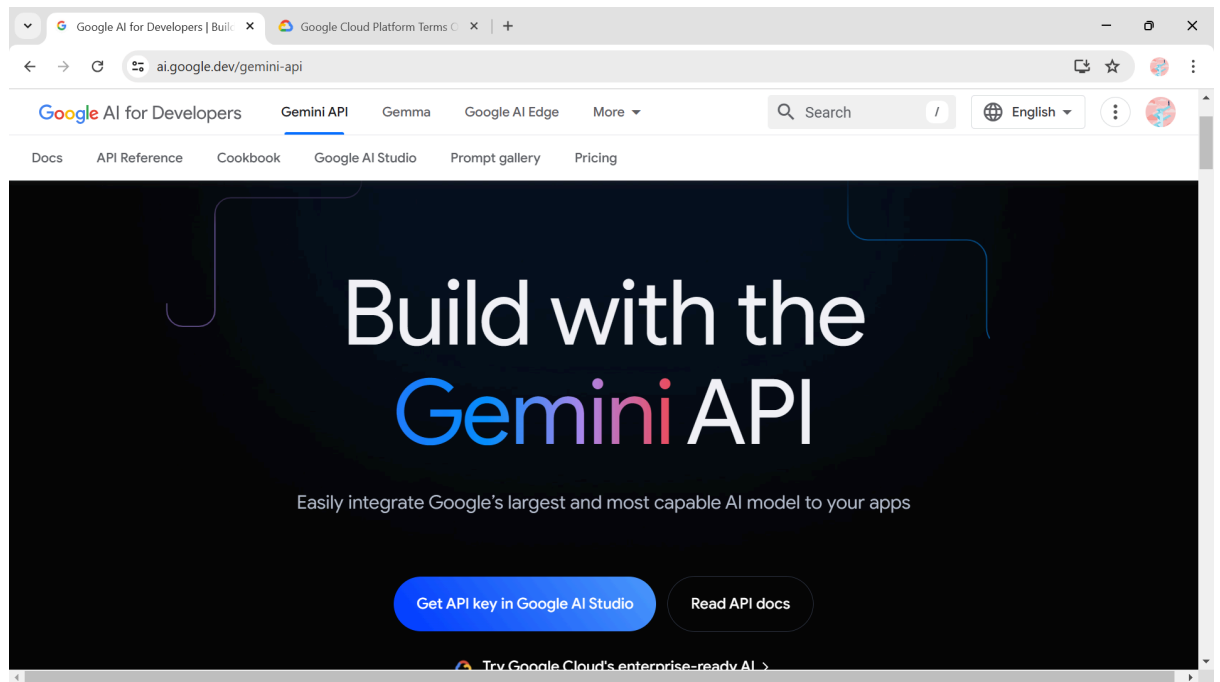 Google AI for Developers | Buil
Google Cloud Platform Terms O
ai.google.dev/gemini-api
Google AI for Developers Gemini API Gemma Google AI Edge More Search / English
Docs API Reference Cookbook Google AI Studio Prompt gallery Pricing
Build with the
Gemini API
Easily integrate Google's largest and most capable AI model to your apps
Get API key in Google AI Studio Read API docs
Try Google Cloud's enterprise-ready AI >